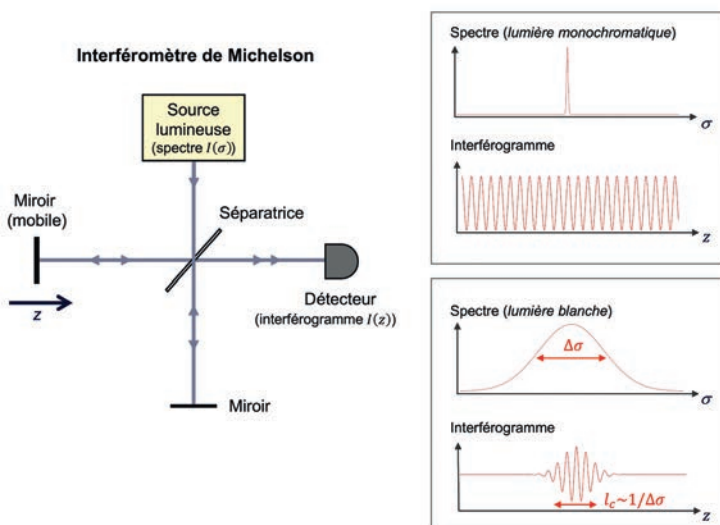 Interféromètre de Michelson
Source
lumineuse
(spectre I(σ))
Miroir
(mobile)
Séparatrice
z
Détecteur
(interférogramme I(z))
Miroir
Spectre (lumière monochromatique)
σ
Interférogramme
z
Spectre (lumière blanche)
Δσ
σ
Interférogramme
l_c~1/Δσ
z